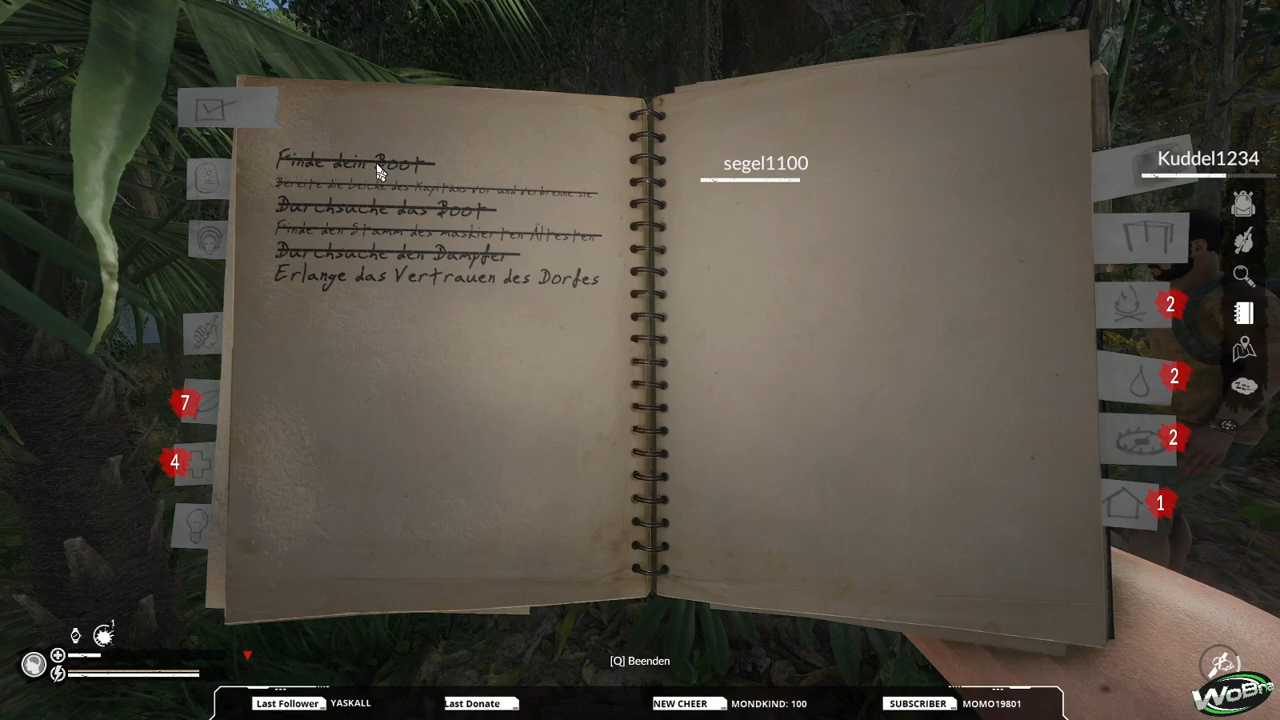 Finde dein Boot
Bereite die Leiche des Kapitäns vor und verbrenne sie
Durchsuche das Boot
Finde den Stamm des maskierten Ältesten
Durchsuche den Dampfer
Erlange das Vertrauen des Dorfes
segel1100
Kuddel1234
2
2
2
1
7
4
1
[Q] Beenden
Last Follower YASKALL
Last Donate
NEW CHEER MONDKIND: 100
SUBSCRIBER MOMO19801
WoBra